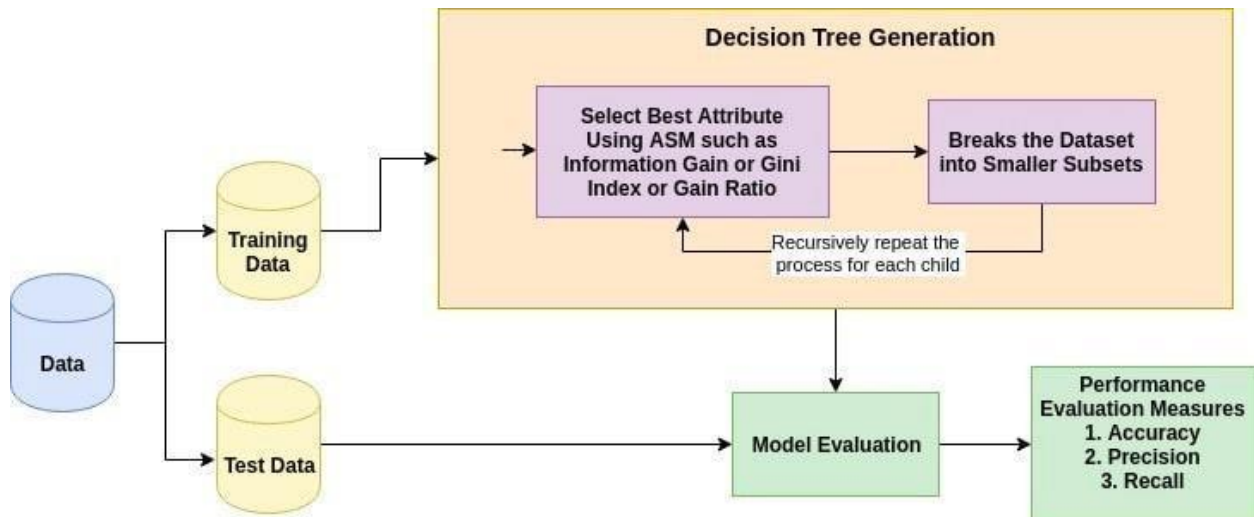 Decision Tree Generation
Select Best Attribute
Using ASM such as
Information Gain or Gini
Index or Gain Ratio
Breaks the Dataset
into Smaller Subsets
Recursively repeat the
process for each child
Training
Data
Data
Test Data
Model Evaluation
Performance
Evaluation Measures
1. Accuracy
2. Precision
3. Recall